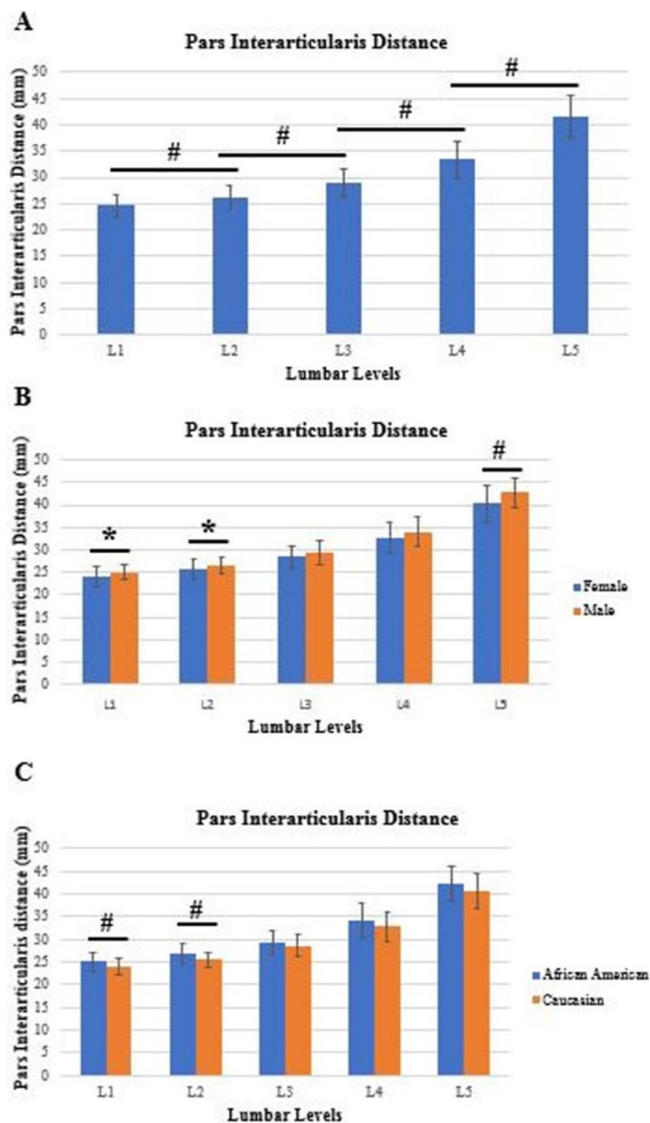 A
Pars Interarticularis Distance
Pars Interarticularis Distance (mm)
50
45
40
35
30
25
20
15
10
5
0
#
#
#
#
L1 L2 L3 L4 L5
Lumbar Levels
B
Pars Interarticularis Distance
Pars Interarticularis Distance (mm)
50
45
40
35
30
25
20
15
10
5
0
*
*
#
L1 L2 L3 L4 L5
Lumbar Levels
Female
Male
C
Pars Interarticularis Distance
Pars Interarticularis distance (mm)
50
45
40
35
30
25
20
15
10
5
0
#
#
L1 L2 L3 L4 L5
Lumbar Levels
African American
Caucasian